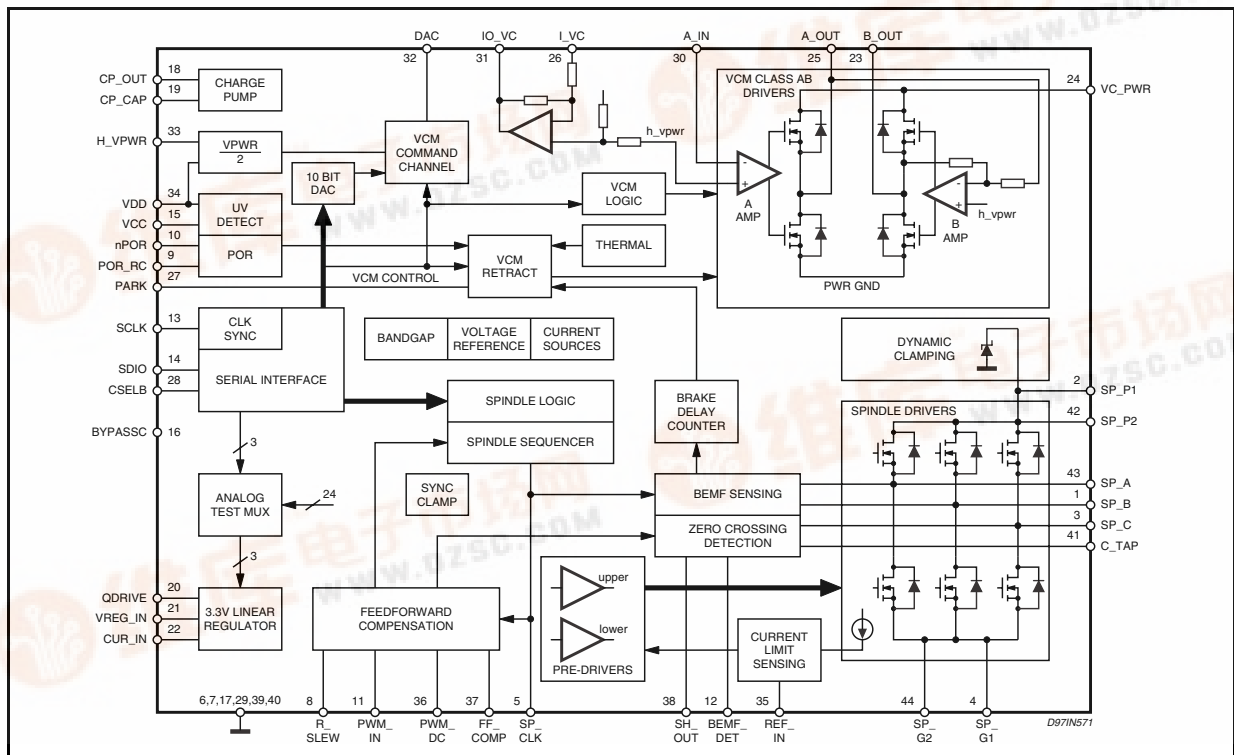 DAC
IO_VC
I_VC
A_IN
A_OUT
B_OUT
32
31
26
30
25
23
CP_OUT
18
CP_CAP
19
CHARGE
PUMP
H_VPWR
33
VPWR
2
VCM
COMMAND
CHANNEL
10 BIT
DAC
h_vpwr
VCM CLASS AB
DRIVERS
24
VC_PWR
-
+
A
AMP
-
+
h_vpwr
B
AMP
PWR GND
VDD
34
VCC
15
nPOR
10
POR_RC
9
PARK
27
UV
DETECT
POR
VCM
LOGIC
THERMAL
VCM
RETRACT
VCM CONTROL
SCLK
13
SDIO
14
CSELB
28
BYPASSC
16
CLK
SYNC
SERIAL INTERFACE
BANDGAP
VOLTAGE
REFERENCE
CURRENT
SOURCES
DYNAMIC
CLAMPING
SPINDLE LOGIC
SPINDLE SEQUENCER
BRAKE
DELAY
COUNTER
SPINDLE DRIVERS
2
SP_P1
42
SP_P2
43
SP_A
1
SP_B
3
SP_C
41
C_TAP
3
ANALOG
TEST MUX
24
3
SYNC
CLAMP
BEMF SENSING
ZERO CROSSING
DETECTION
QDRIVE
20
VREG_IN
21
CUR_IN
22
3.3V LINEAR
REGULATOR
FEEDFORWARD
COMPENSATION
upper
lower
PRE-DRIVERS
CURRENT
LIMIT
SENSING
6,7,17,29,39,40
8
11
36
37
5
38
12
35
44
4
R_
SLEW
PWM_
IN
PWM_
DC
FF_
COMP
SP_
CLK
SH_
OUT
BEMF_
DET
REF_
IN
SP_
G2
SP_
G1
D97IN571
维库电子市场网
WWW.DZSC.COM